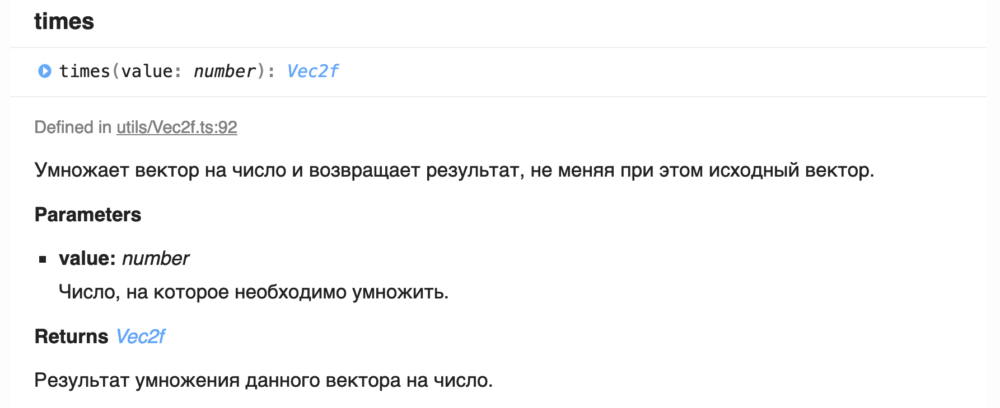 times
times(value: number): Vec2f
Defined in utils/Vec2f.ts:92
Умножает вектор на число и возвращает результат, не меняя при этом исходный вектор.
Parameters
value: number
Число, на которое необходимо умножить.
Returns Vec2f
Результат умножения данного вектора на число.